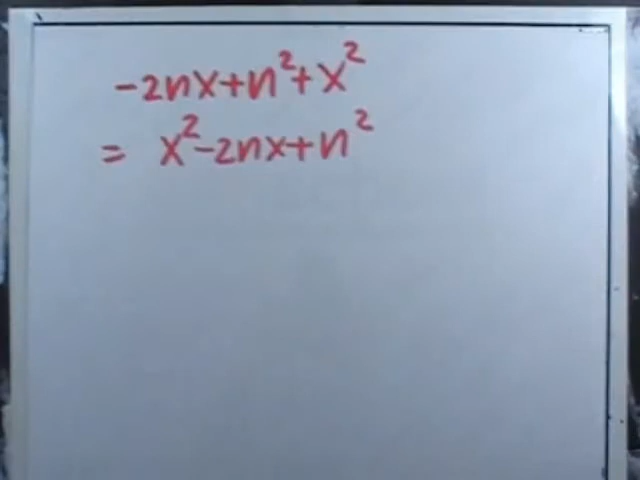 -2nx+n²+x²
= x²-2nx+n²